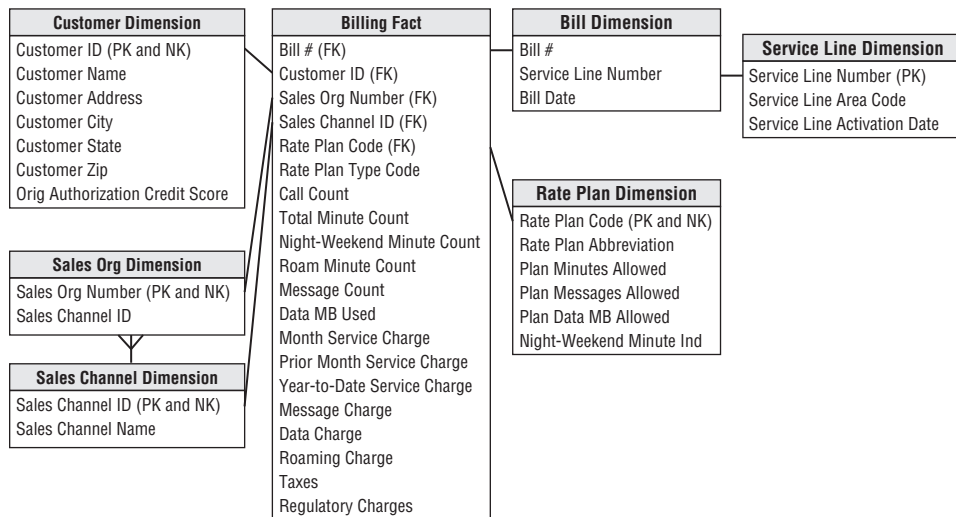 Customer Dimension
Customer ID (PK and NK)
Customer Name
Customer Address
Customer City
Customer State
Customer Zip
Orig Authorization Credit Score
Sales Org Dimension
Sales Org Number (PK and NK)
Sales Channel ID
Sales Channel Dimension
Sales Channel ID (PK and NK)
Sales Channel Name
Billing Fact
Bill # (FK)
Customer ID (FK)
Sales Org Number (FK)
Sales Channel ID (FK)
Rate Plan Code (FK)
Rate Plan Type Code
Call Count
Total Minute Count
Night-Weekend Minute Count
Roam Minute Count
Message Count
Data MB Used
Month Service Charge
Prior Month Service Charge
Year-to-Date Service Charge
Message Charge
Data Charge
Roaming Charge
Taxes
Regulatory Charges
Bill Dimension
Bill #
Service Line Number
Bill Date
Rate Plan Dimension
Rate Plan Code (PK and NK)
Rate Plan Abbreviation
Plan Minutes Allowed
Plan Messages Allowed
Plan Data MB Allowed
Night-Weekend Minute Ind
Service Line Dimension
Service Line Number (PK)
Service Line Area Code
Service Line Activation Date